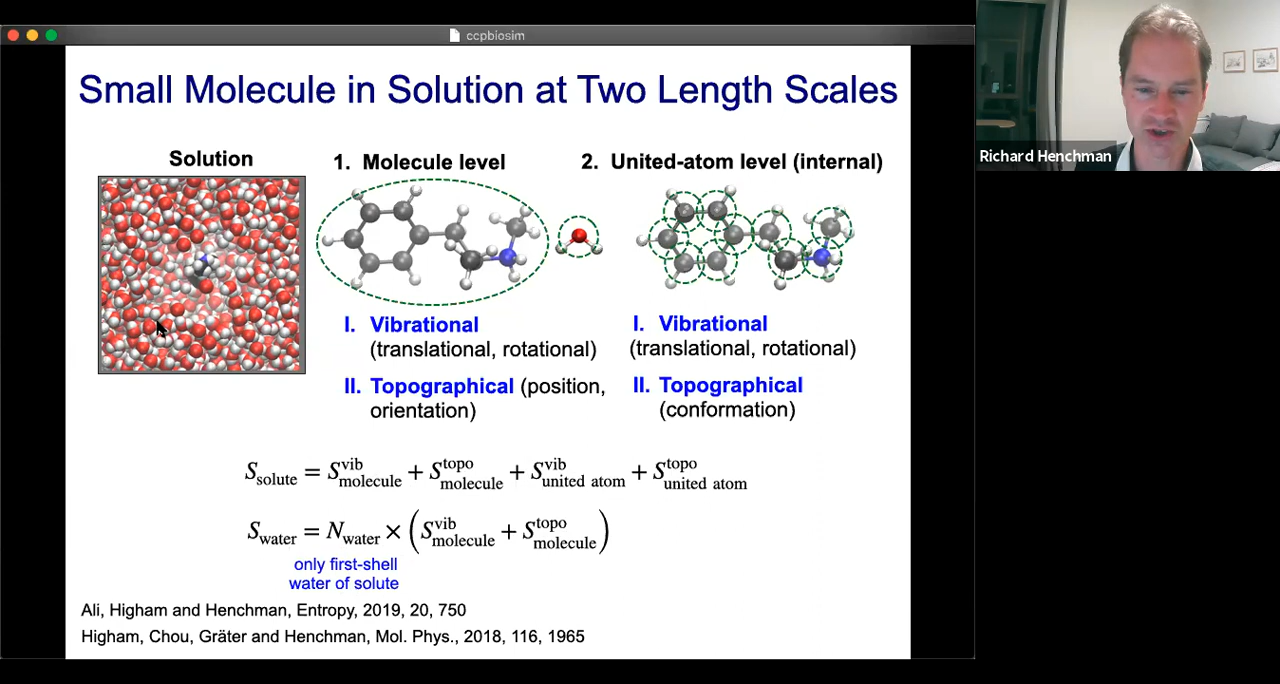 ccpbiosim
Small Molecule in Solution at Two Length Scales
Solution
1. Molecule level
2. United-atom level (internal)
I. Vibrational
(translational, rotational)
II. Topographical (position,
orientation)
I. Vibrational
(translational, rotational)
II. Topographical
(conformation)
S_solute = S^vib_molecule + S^topo_molecule + S^vib_united atom + S^topo_united atom
S_water = N_water × (S^vib_molecule + S^topo_molecule)
only first-shell
water of solute
Ali, Higham and Henchman, Entropy, 2019, 20, 750
Higham, Chou, Gräter and Henchman, Mol. Phys., 2018, 116, 1965
Richard Henchman